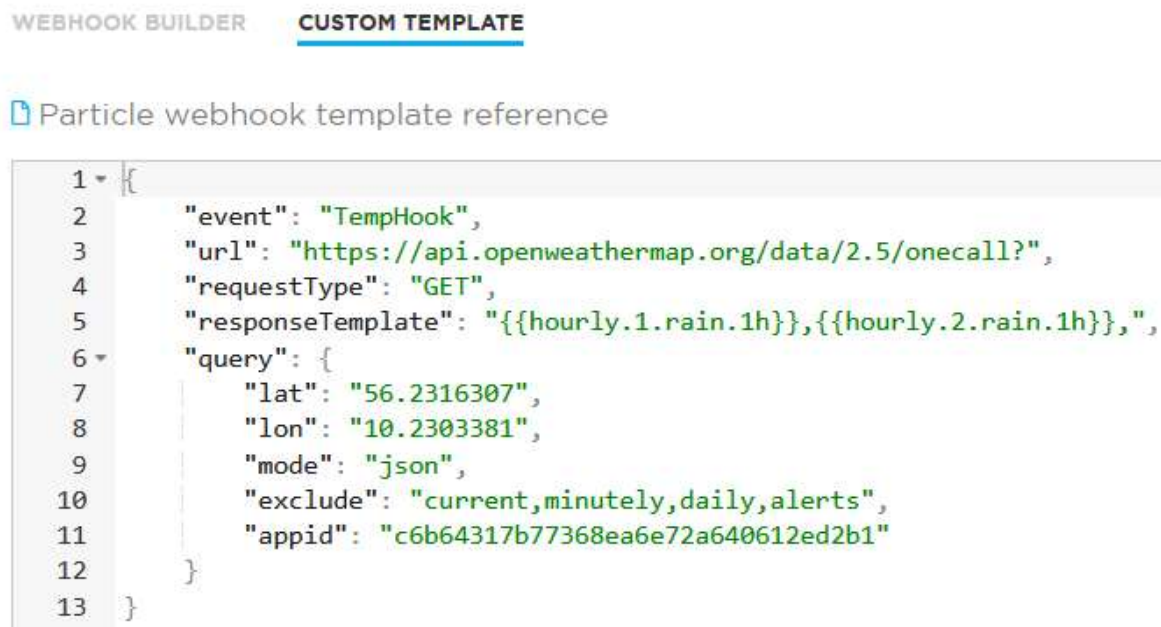 WEBHOOK BUILDER CUSTOM TEMPLATE
Particle webhook template reference
1 {
2 "event": "TempHook",
3 "url": "https://api.openweathermap.org/data/2.5/onecall?",
4 "requestType": "GET",
5 "responseTemplate": "{{hourly.1.rain.1h}},{{hourly.2.rain.1h}},",
6 "query": {
7 "lat": "56.2316307",
8 "lon": "10.2303381",
9 "mode": "json",
10 "exclude": "current,minutely,daily,alerts",
11 "appid": "c6b64317b77368ea6e72a640612ed2b1"
12 }
13 }